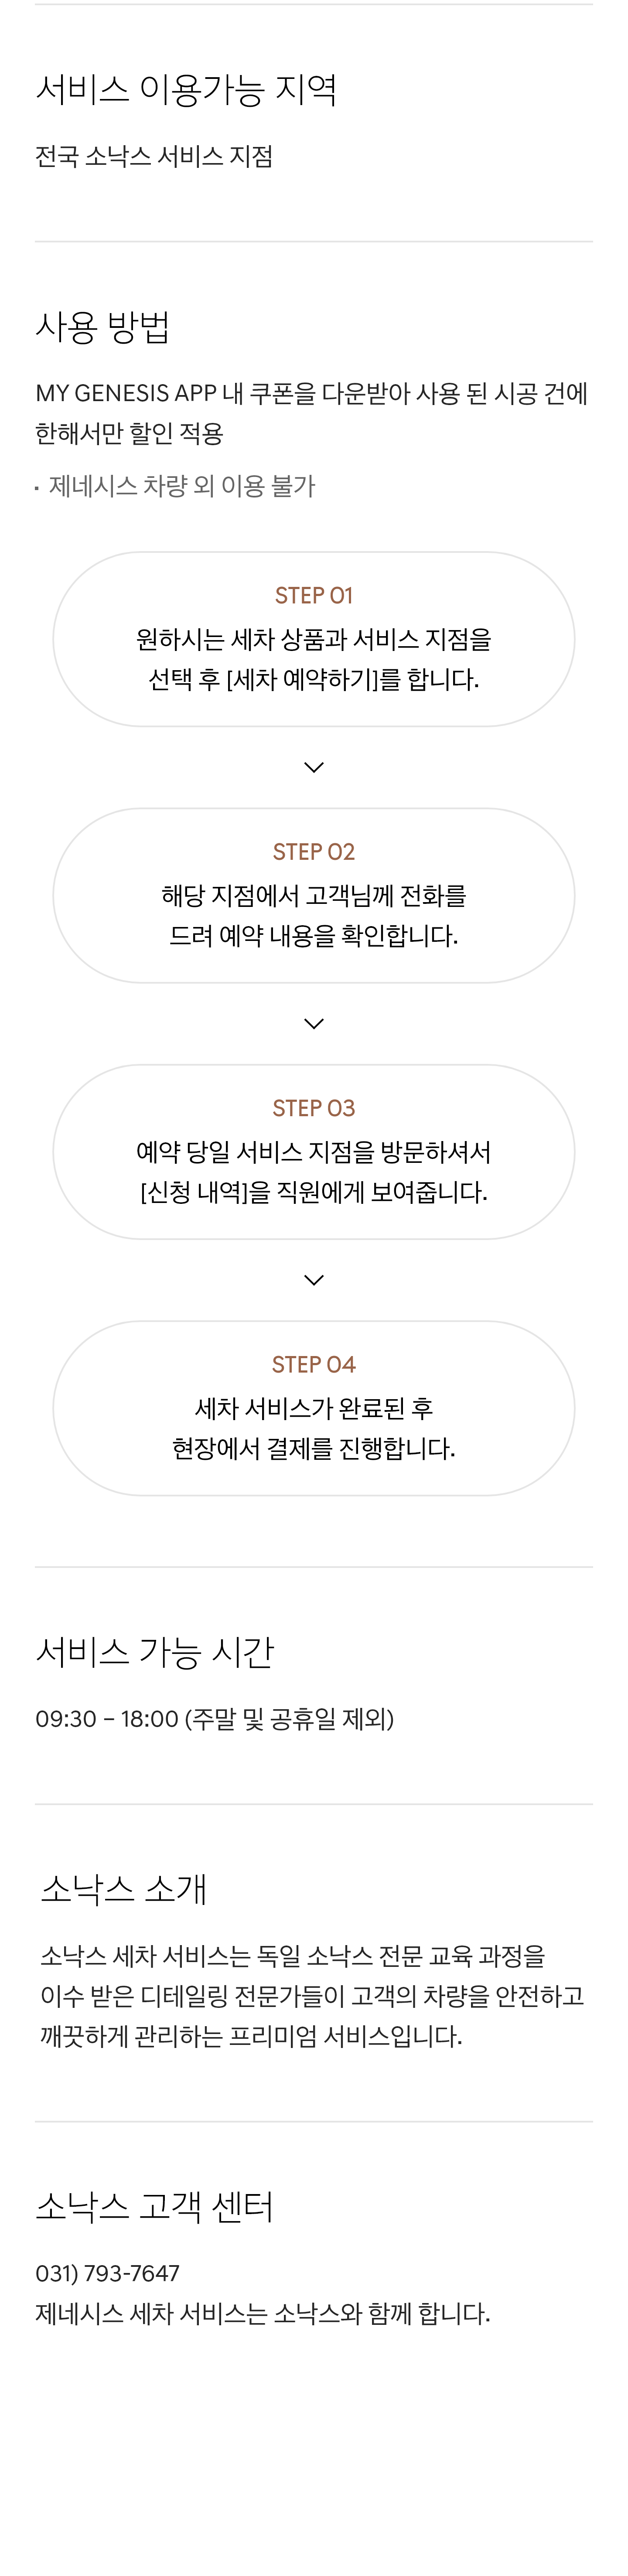 서비스 이용가능 지역
전국 소낙스 서비스 지점
사용 방법
MY GENESIS APP 내 쿠폰을 다운받아 사용 된 시공 건에
한해서만 할인 적용
· 제네시스 차량 외 이용 불가
STEP 01
원하시는 세차 상품과 서비스 지점을
선택 후 [세차 예약하기]를 합니다.
STEP 02
해당 지점에서 고객님께 전화를
드려 예약 내용을 확인합니다.
STEP 03
예약 당일 서비스 지점을 방문하셔서
[신청 내역]을 직원에게 보여줍니다.
STEP 04
세차 서비스가 완료된 후
현장에서 결제를 진행합니다.
서비스 가능 시간
09:30 – 18:00 (주말 및 공휴일 제외)
소낙스 소개
소낙스 세차 서비스는 독일 소낙스 전문 교육 과정을
이수 받은 디테일링 전문가들이 고객의 차량을 안전하고
깨끗하게 관리하는 프리미엄 서비스입니다.
소낙스 고객 센터
031) 793-7647
제네시스 세차 서비스는 소낙스와 함께 합니다.